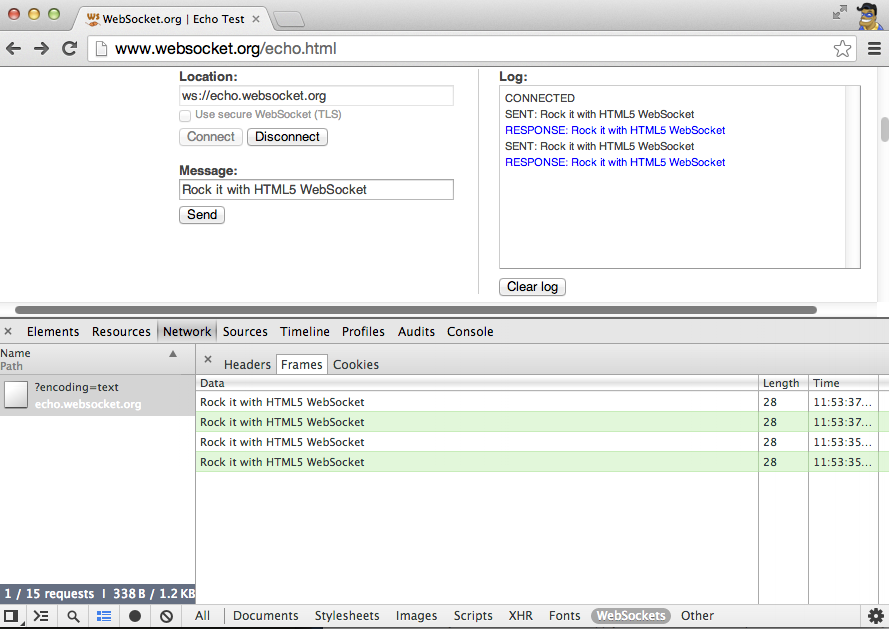 WebSocket.org | Echo Test
www.websocket.org/echo.html
Location:
ws://echo.websocket.org
Use secure WebSocket (TLS)
Connect Disconnect
Message:
Rock it with HTML5 WebSocket
Send
Log:
CONNECTED
SENT: Rock it with HTML5 WebSocket
RESPONSE: Rock it with HTML5 WebSocket
SENT: Rock it with HTML5 WebSocket
RESPONSE: Rock it with HTML5 WebSocket
Clear log
Elements Resources Network Sources Timeline Profiles Audits Console
Name
Path
?encoding=text
echo.websocket.org
Headers Frames Cookies
Data Length Time
Rock it with HTML5 WebSocket 28 11:53:37...
Rock it with HTML5 WebSocket 28 11:53:37...
Rock it with HTML5 WebSocket 28 11:53:35...
Rock it with HTML5 WebSocket 28 11:53:35...
1 / 15 requests | 338 B / 1.2 KB
All Documents Stylesheets Images Scripts XHR Fonts WebSockets Other